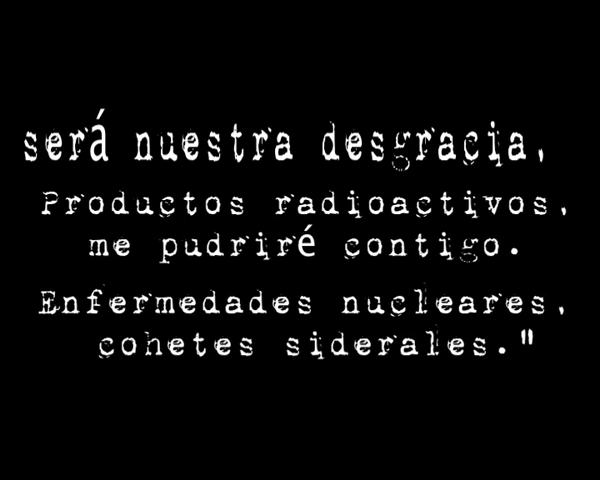 será nuestra desgracia,
Productos radioactivos,
me pudriré contigo.
Enfermedades nucleares,
cohetes siderales."